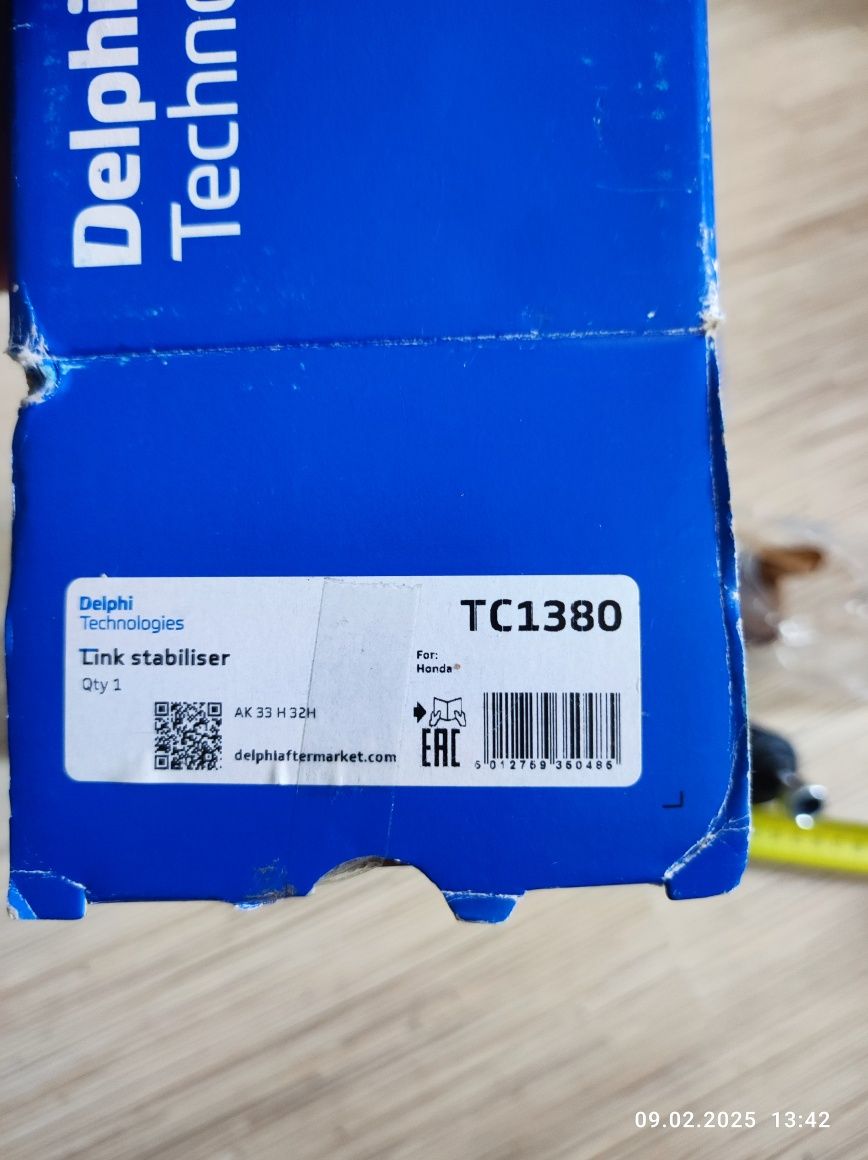 Delphi
Techno
Delphi
Technologies
TC1380
Link stabiliser
Qty 1
For:
Honda
AK 33 H 32H
delphiaftermarket.com
EAC
5 012759 360486
L
09.02.2025 13:42